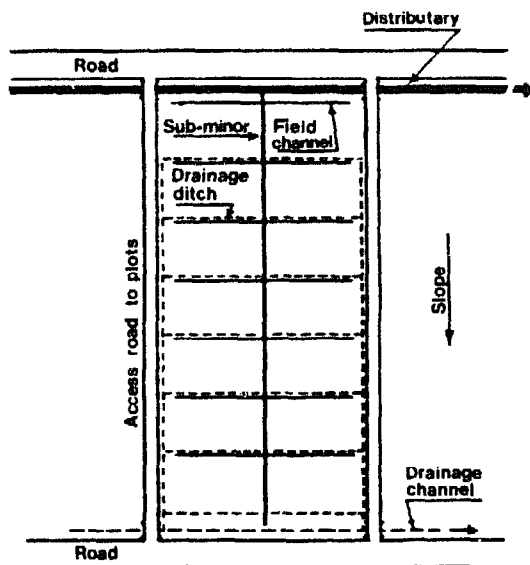 Distributary
Road
Sub-minor
Field
channel
Drainage
ditch
Access road to plots
Slope
Drainage
channel
Road